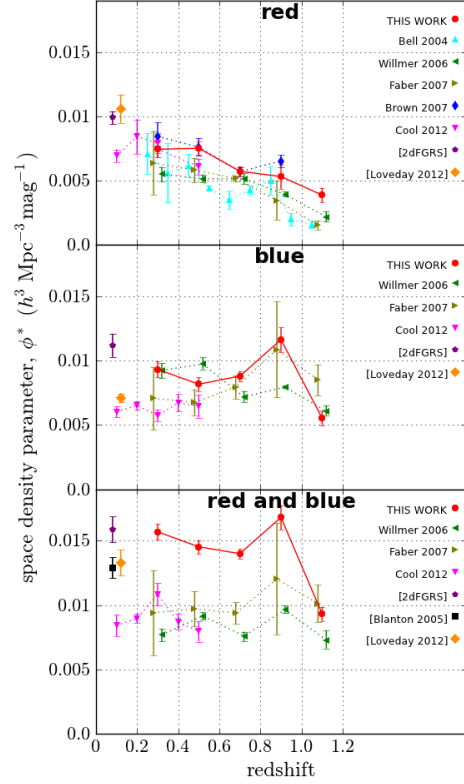 red
0.015
0.010
0.005
0.0
THIS WORK
Bell 2004
Willmer 2006
Faber 2007
Brown 2007
Cool 2012
[2dFGRS]
[Loveday 2012]
blue
0.015
0.010
0.005
0.0
THIS WORK
Willmer 2006
Faber 2007
Cool 2012
[2dFGRS]
[Loveday 2012]
red and blue
0.015
0.010
0.005
0.0
THIS WORK
Willmer 2006
Faber 2007
Cool 2012
[2dFGRS]
[Blanton 2005]
[Loveday 2012]
space density parameter, ϕ* (h³ Mpc⁻³ mag⁻¹)
0 0.2 0.4 0.6 0.8 1.0 1.2
redshift